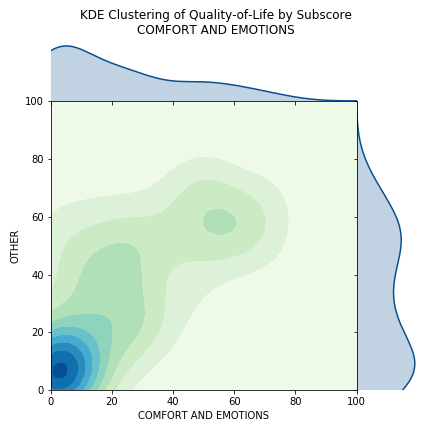 KDE Clustering of Quality-of-Life by Subscore
COMFORT AND EMOTIONS
100
80
60
40
20
0
OTHER
0 20 40 60 80 100
COMFORT AND EMOTIONS